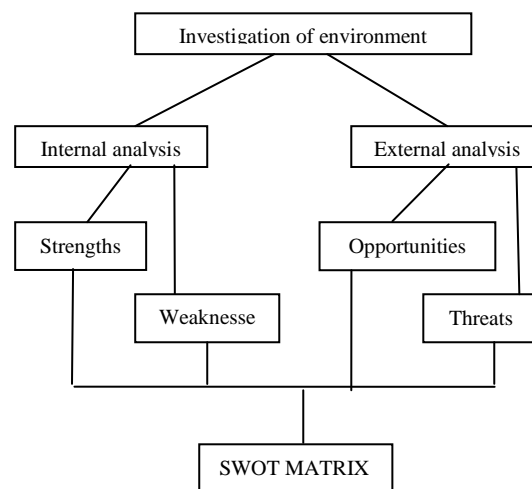 Investigation of environment
Internal analysis
External analysis
Strengths
Opportunities
Weaknesse
Threats
SWOT MATRIX